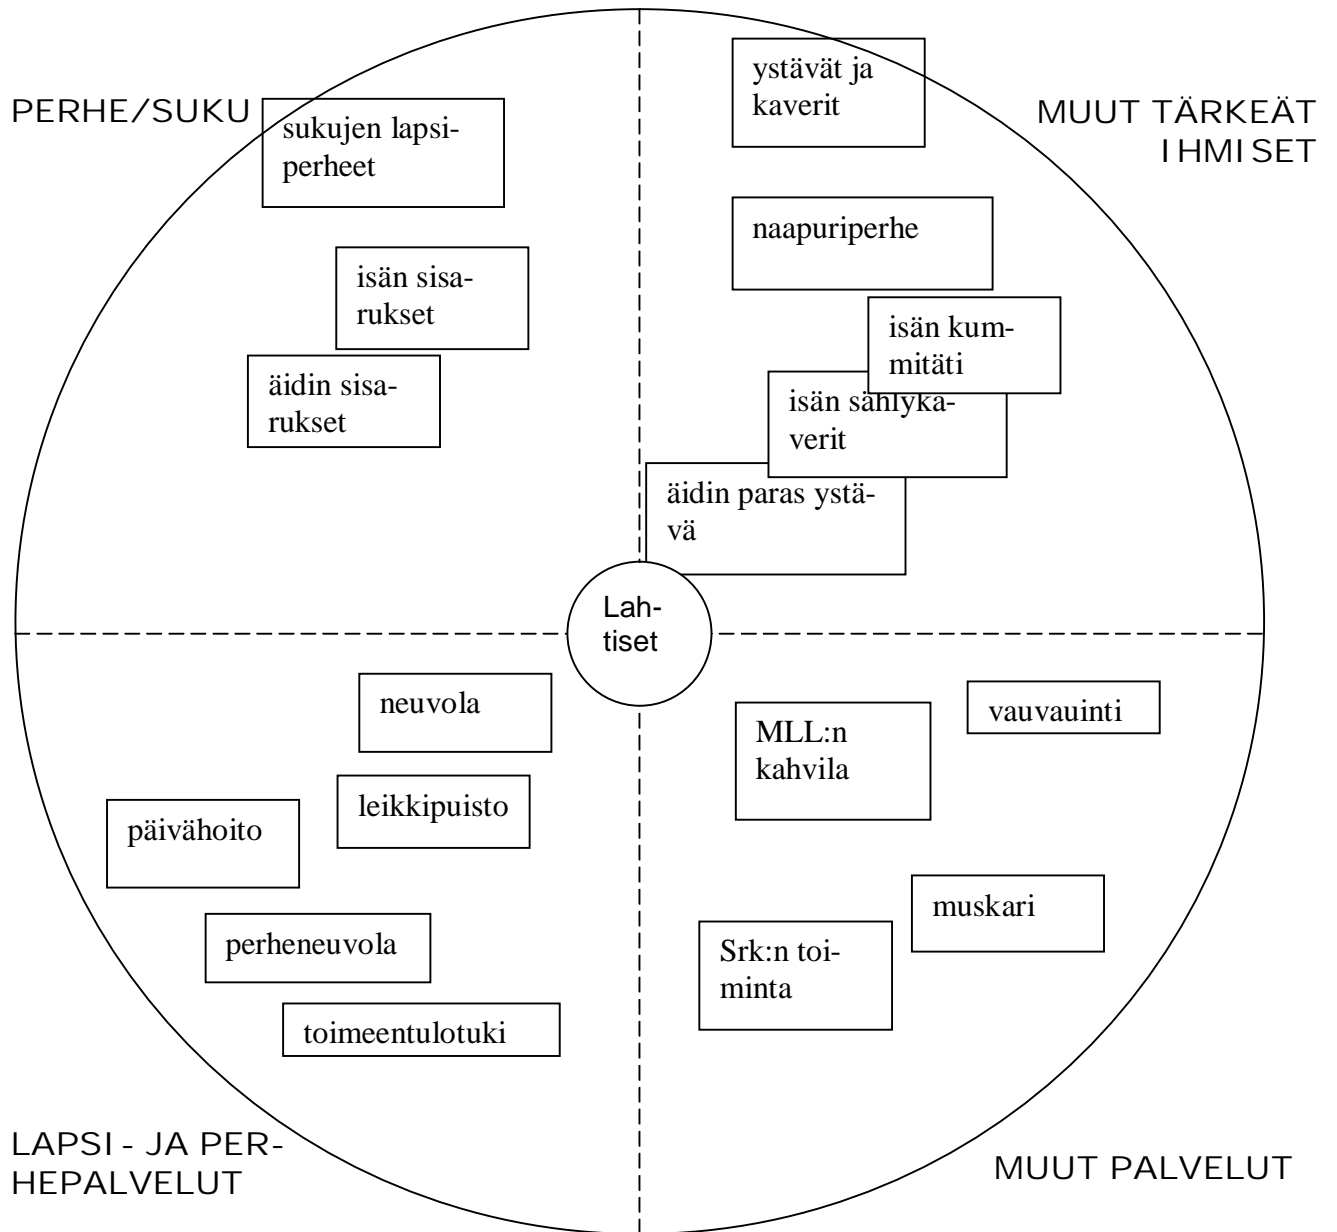 PERHE/SUKU
sukujen lapsi-
perheet
isän sisa-
rukset
äidin sisa-
rukset
MUUT TÄRKEÄT
IHMISET
ystävät ja
kaverit
naapuriperhe
isän kum-
mitäti
isän sählyka-
verit
äidin paras ystä-
vä
Lah-
tiset
neuvola
leikkipuisto
päivähoito
perheneuvola
toimeentulotuki
LAPSI- JA PER-
HEPALVELUT
MLL:n
kahvila
vauvauinti
muskari
Srk:n toi-
minta
MUUT PALVELUT